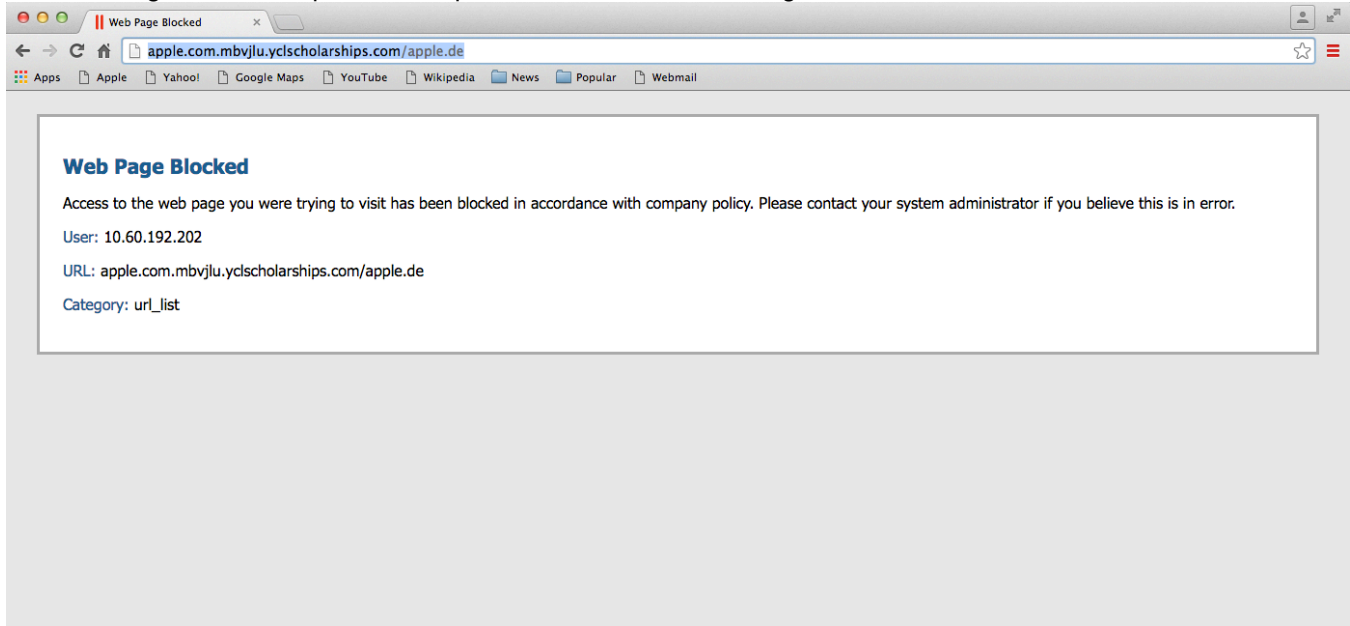 Web Page Blocked
apple.com.mbvjlu.yclscholarships.com/apple.de
Apps Apple Yahoo! Google Maps YouTube Wikipedia News Popular Webmail
Web Page Blocked
Access to the web page you were trying to visit has been blocked in accordance with company policy. Please contact your system administrator if you believe this is in error.
User: 10.60.192.202
URL: apple.com.mbvjlu.yclscholarships.com/apple.de
Category: url_list